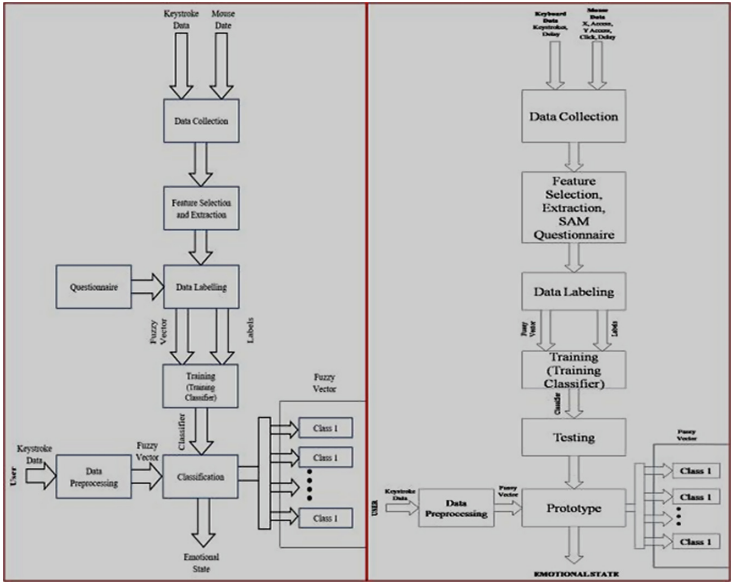 Keystroke
Data
Mouse
Date
Data Collection
Feature Selection
and Extraction
Questionnaire
Data Labelling
Fuzzy
Vector
Labels
Training
(Training
Classifier)
Fuzzy
Vector
Classifier
Class 1
Class 1
Class 1
User
Keystroke
Data
Data
Preprocessing
Fuzzy
Vector
Classification
Emotional
State
Keyboard
Data
Keystrokes,
Delay
Mouse
Data
X, Access,
Y Access,
Click, Delay
Data Collection
Feature
Selection,
Extraction,
SAM
Questionnaire
Data Labeling
Fuzzy
Vector
Labels
Training
(Training
Classifier)
Classifier
Testing
Fuzzy
Vector
Class 1
Class 1
Class 1
USER
Keystroke
Data
Data
Preprocessing
Fuzzy
Vector
Prototype
EMOTIONAL STATE